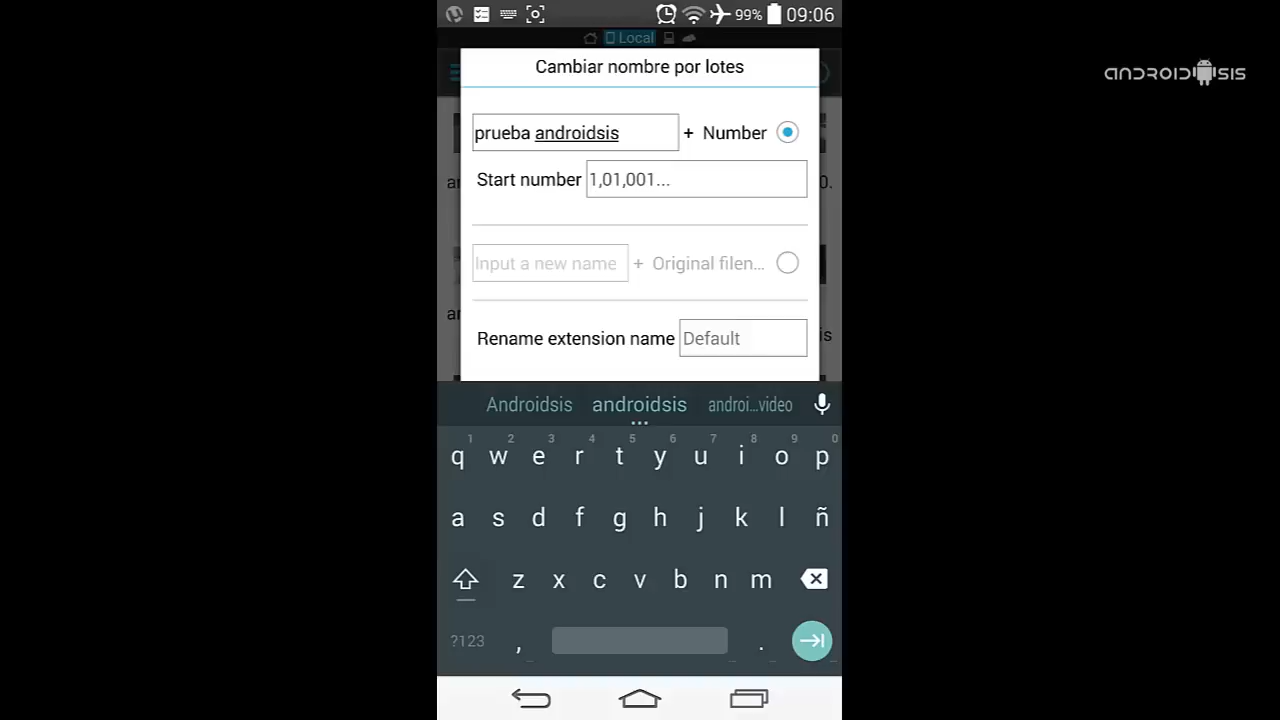 99% 09:06
Local
ANDROIDSIS
Cambiar nombre por lotes
prueba androidsis + Number
Start number 1,01,001...
0.
Input a new name + Original filen...
is
Rename extension name Default
Androidsis androidsis androi...video
1 2 3 4 5 6 7 8 9 0
q w e r t y u i o p
a s d f g h j k l ñ
z x c v b n m
?123 , .